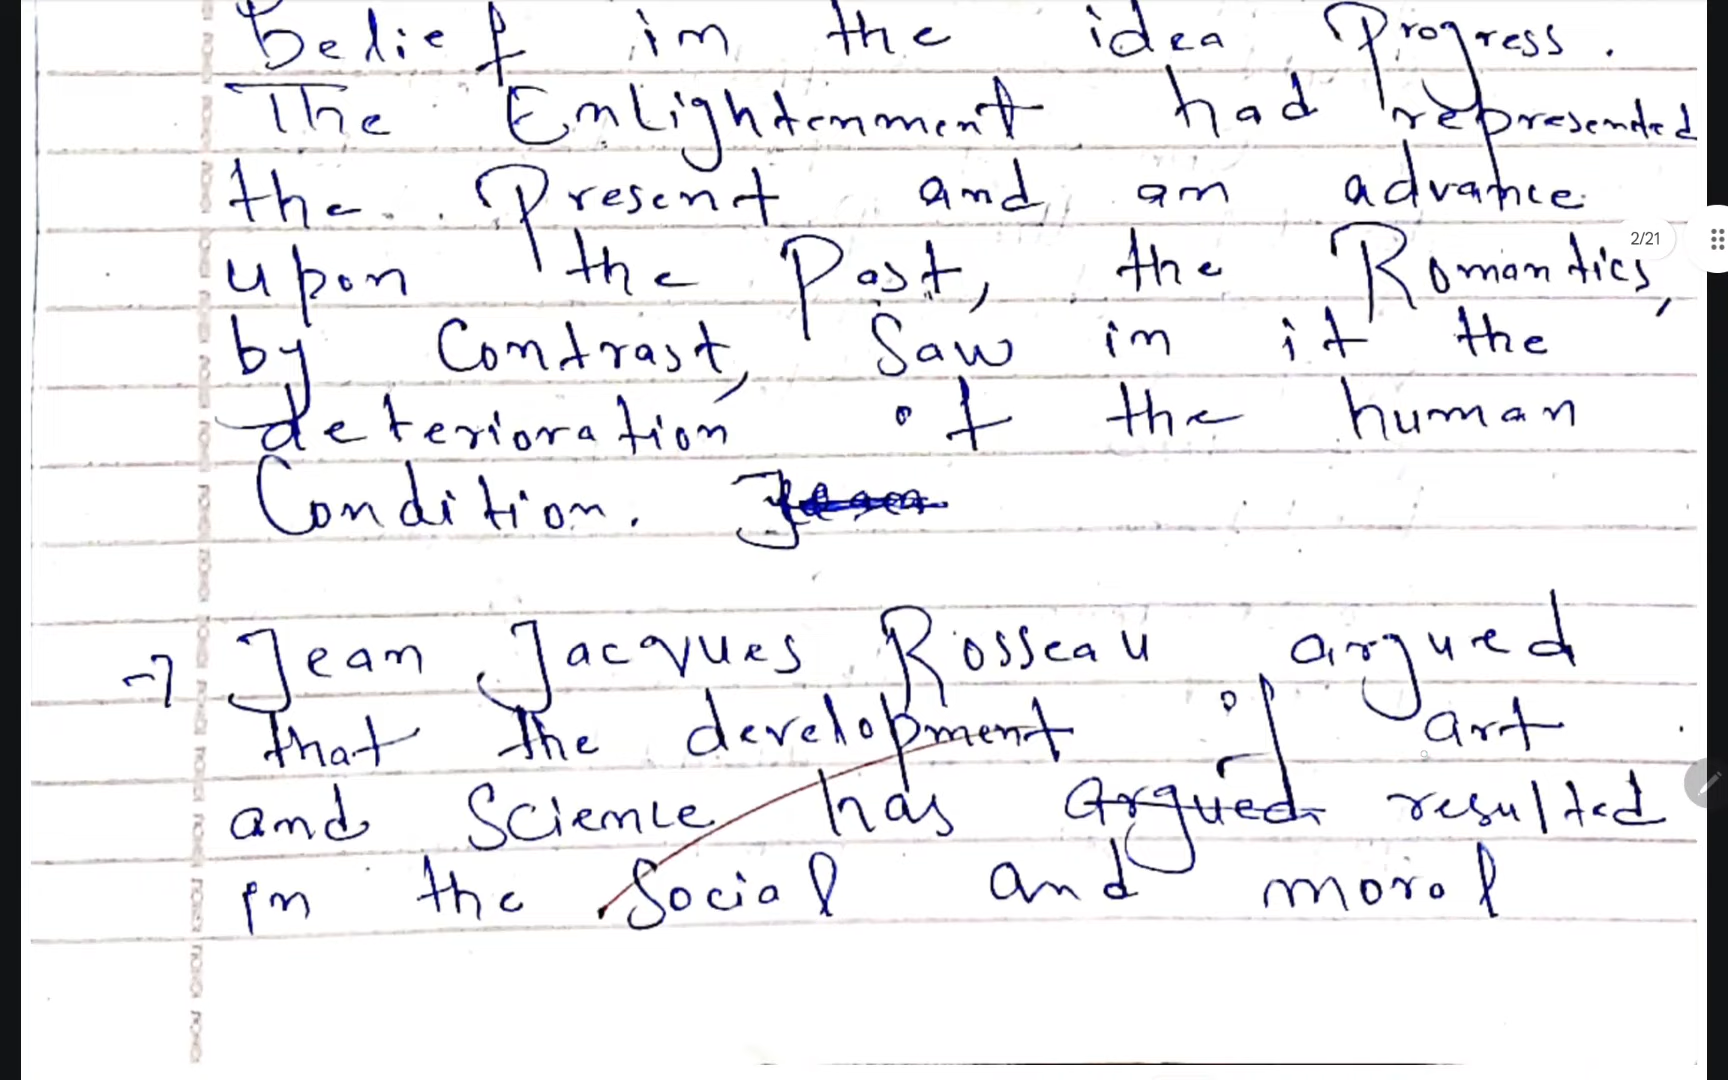 belief in the idea Progress.
The Enlightenment had represented
the Present and an advance
upon the Past, the Romantics,
2/21
by Contrast, Saw in it the
deterioration of the human
Condition.
→ Jean Jacques Rosseau argued
that the development of art
and Science has argued resulted
in the Social and moral